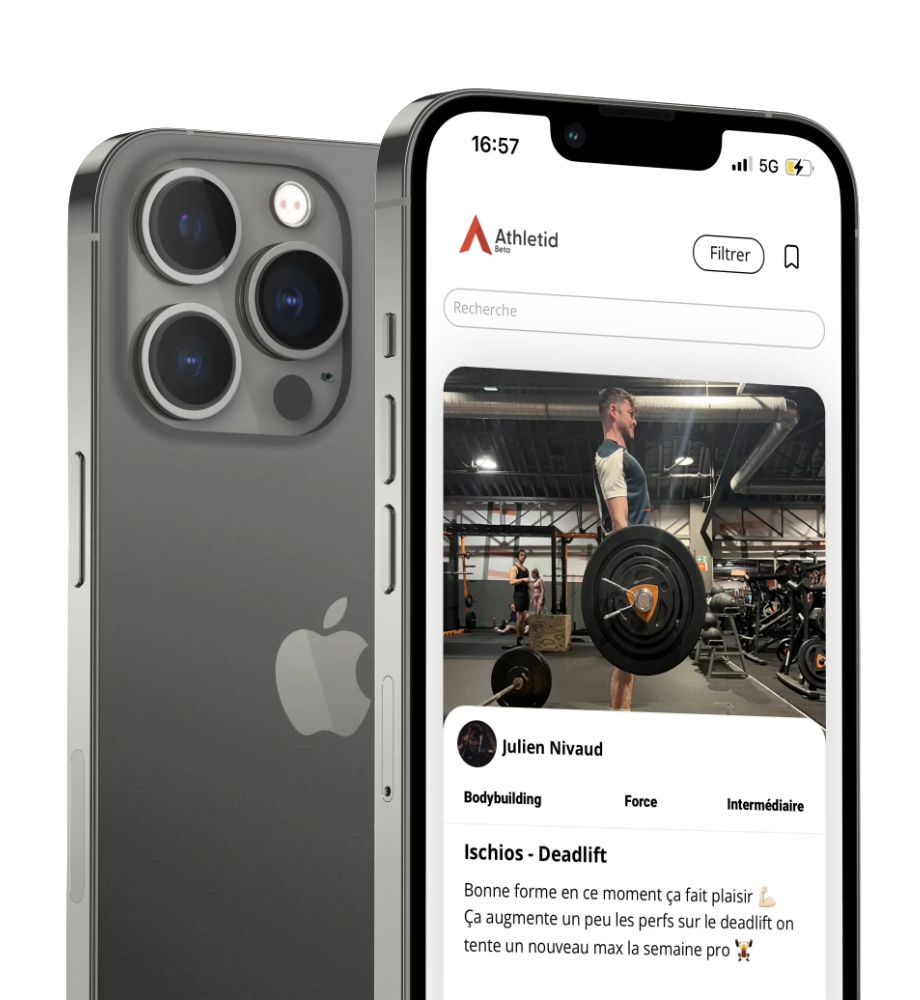 16:57
5G
Athletid
Beta
Filtrer
Recherche
Julien Nivaud
Bodybuilding Force Intermédiaire
Ischios - Deadlift
Bonne forme en ce moment ça fait plaisir 💪🏻
Ça augmente un peu les perfs sur le deadlift on
tente un nouveau max la semaine pro 🏋️